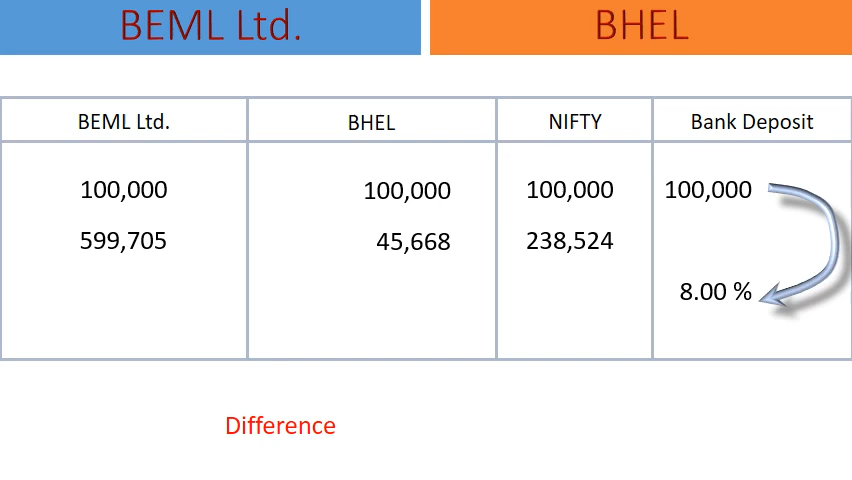 BEML Ltd. BHEL
BEML Ltd. BHEL NIFTY Bank Deposit
100,000 100,000 100,000 100,000
599,705 45,668 238,524
8.00 %
Difference